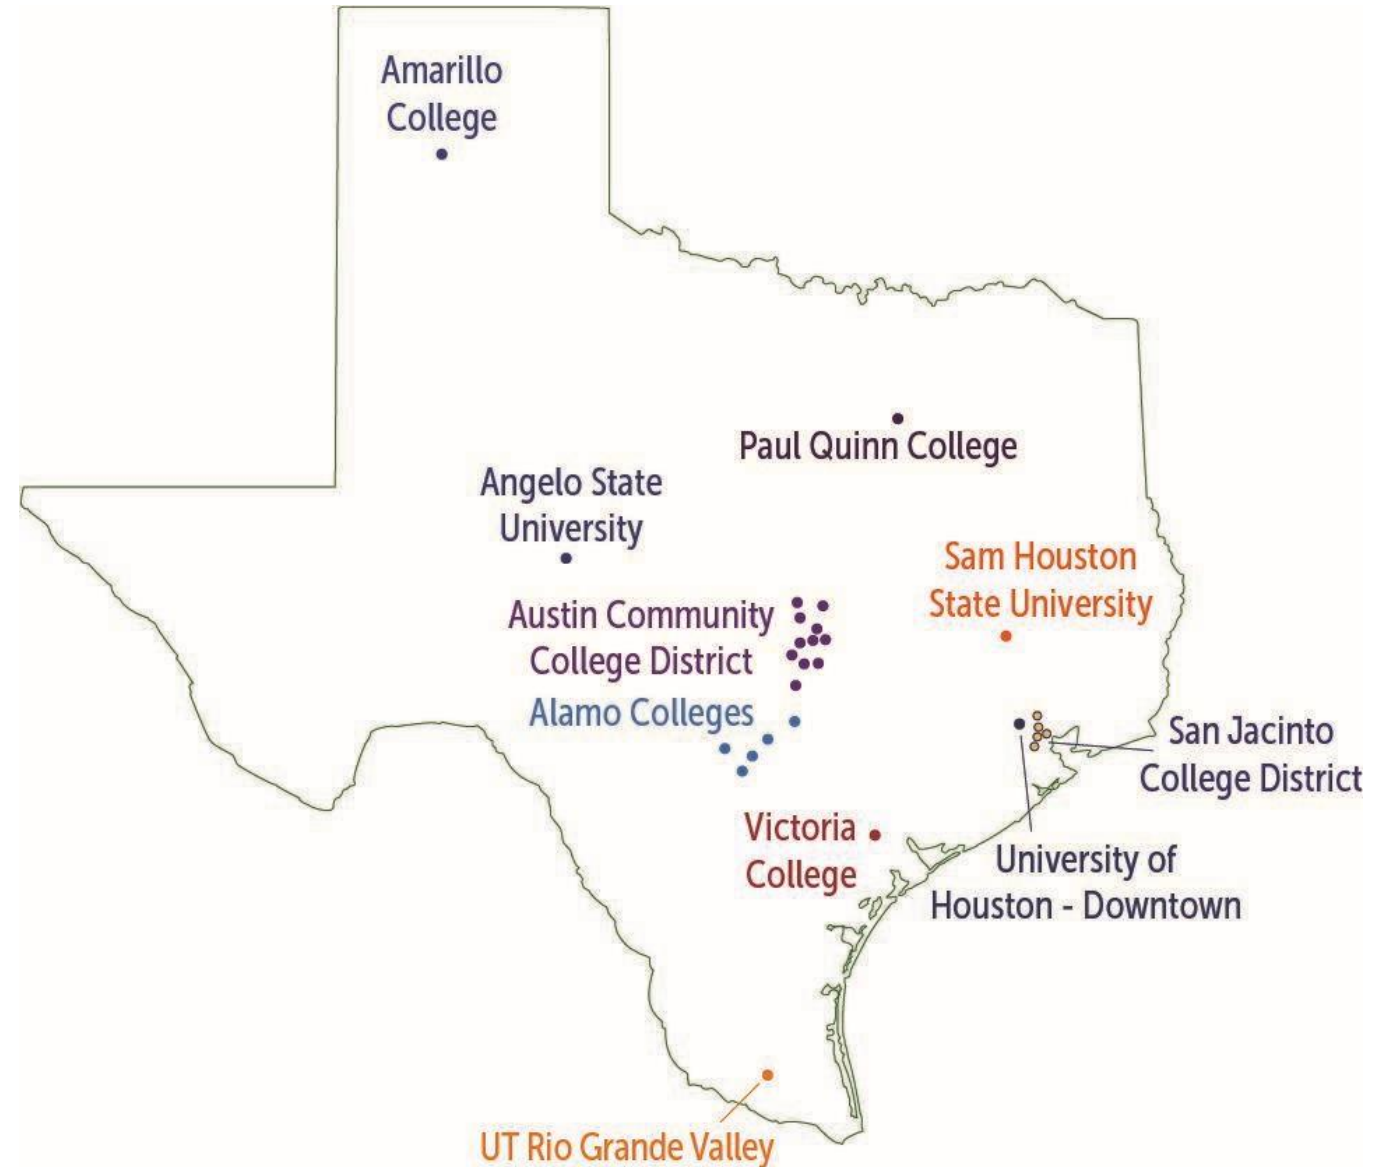 Amarillo
College
Paul Quinn College
Angelo State
University
Sam Houston
State University
Austin Community
College District
Alamo Colleges
San Jacinto
College District
Victoria
College
University of
Houston - Downtown
UT Rio Grande Valley